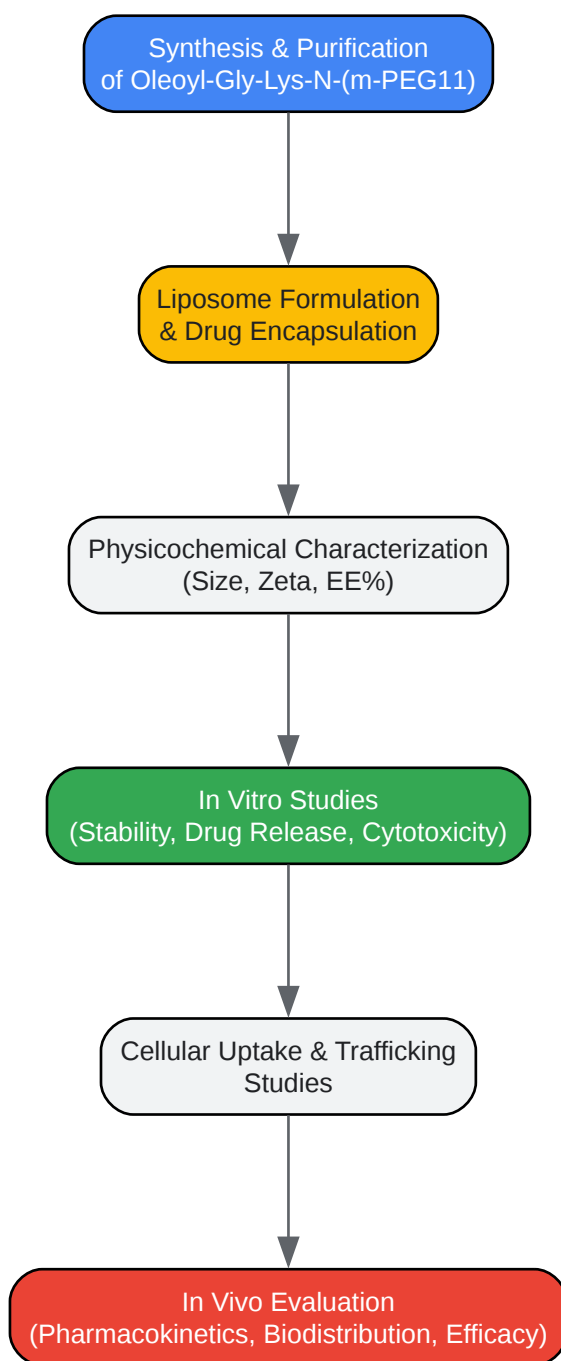 Synthesis & Purification
of Oleoyl-Gly-Lys-N-(m-PEG11)
Liposome Formulation
& Drug Encapsulation
Physicochemical Characterization
(Size, Zeta, EE%)
In Vitro Studies
(Stability, Drug Release, Cytotoxicity)
Cellular Uptake & Trafficking
Studies
In Vivo Evaluation
(Pharmacokinetics, Biodistribution, Efficacy)